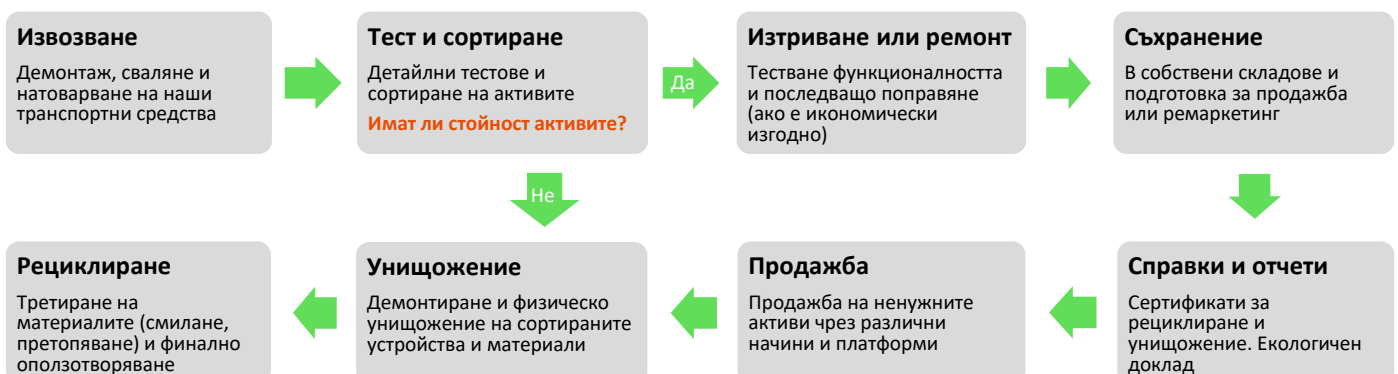 Извозване
Демонтаж, сваляне и
натоварване на наши
транспортни средства
Тест и сортиране
Детайлни тестове и
сортиране на активите
Имат ли стойност активите?
Да
Изтриване или ремонт
Тестване функционалността
и последващо поправяне
(ако е икономически
изгодно)
Съхранение
В собствени складове и
подготовка за продажба
или ремаркетинг
Не
Рециклиране
Третиране на
материалите (смилане,
претопяване) и финално
оползотворяване
Унищожение
Демонтиране и физическо
унищожение на сортираните
устройства и материали
Продажба
Продажба на ненужните
активи чрез различни
начини и платформи
Справки и отчети
Сертификати за
рециклиране и
унищожение. Екологичен
доклад